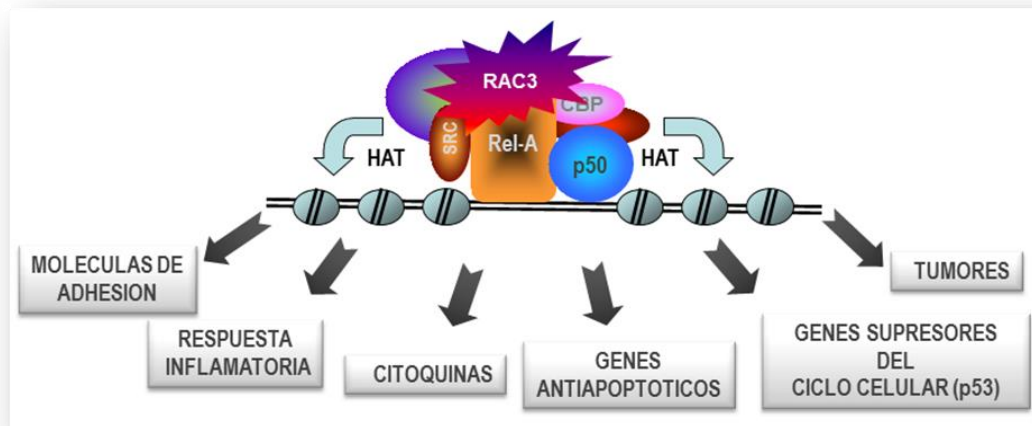 RAC3
CBP
SRC
Rel-A
p50
HAT
HAT
MOLECULAS DE
ADHESION
RESPUESTA
INFLAMATORIA
CITOQUINAS
GENES
ANTIAPOPTOTICOS
GENES SUPRESORES
DEL
CICLO CELULAR (p53)
TUMORES